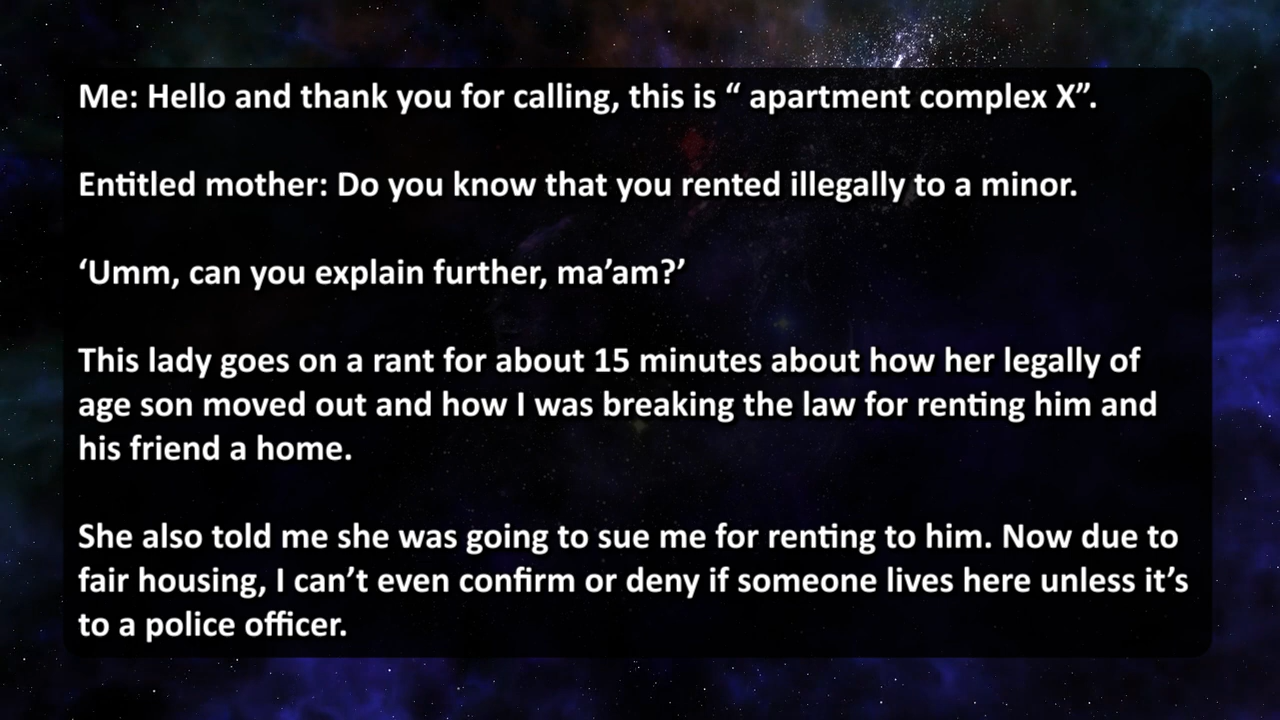 Me: Hello and thank you for calling, this is “ apartment complex X”.
Entitled mother: Do you know that you rented illegally to a minor.
‘Umm, can you explain further, ma’am?’
This lady goes on a rant for about 15 minutes about how her legally of
age son moved out and how I was breaking the law for renting him and
his friend a home.
She also told me she was going to sue me for renting to him. Now due to
fair housing, I can’t even confirm or deny if someone lives here unless it’s
to a police officer.